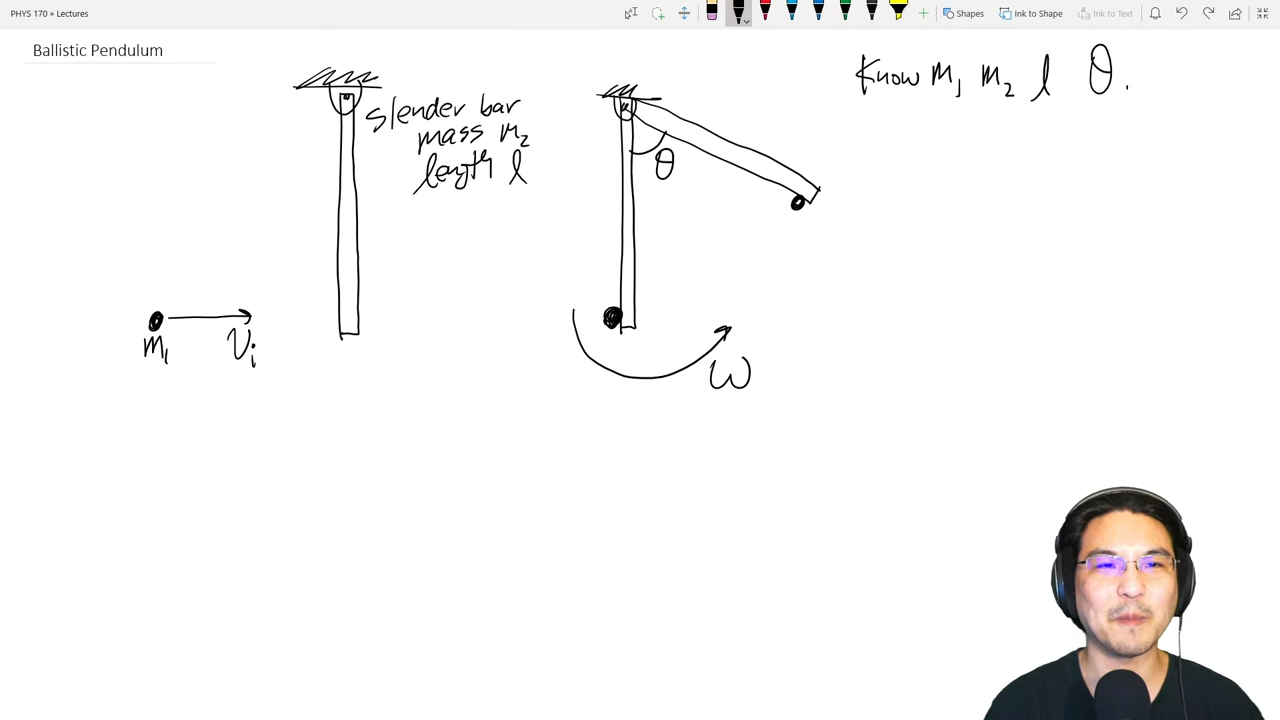 PHYS 170 » Lectures
Shapes
Ink to Shape
Ink to Text
Ballistic Pendulum
Know m₁ m₂ l θ.
slender bar
mass m₂
length l
θ
m₁
vᵢ
ω